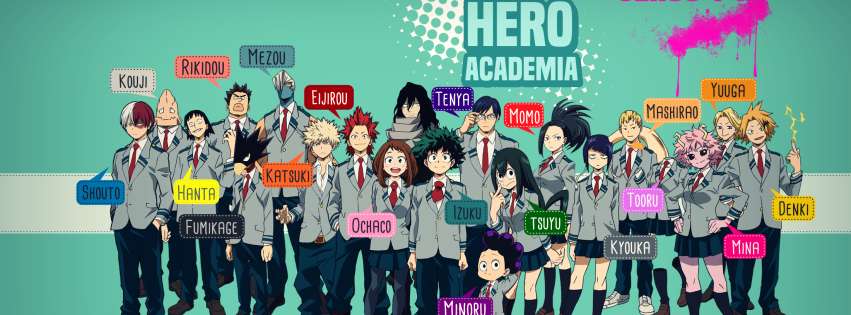 HERO
ACADEMIA
Kouji
Rikidou
Mezou
Eijirou
Tenya
Momo
Mashirao
Yuuga
Shouto
Hanta
Fumikage
Katsuki
Ochaco
Izuku
Tsuyu
Tooru
Kyouka
Mina
Denki
Minoru